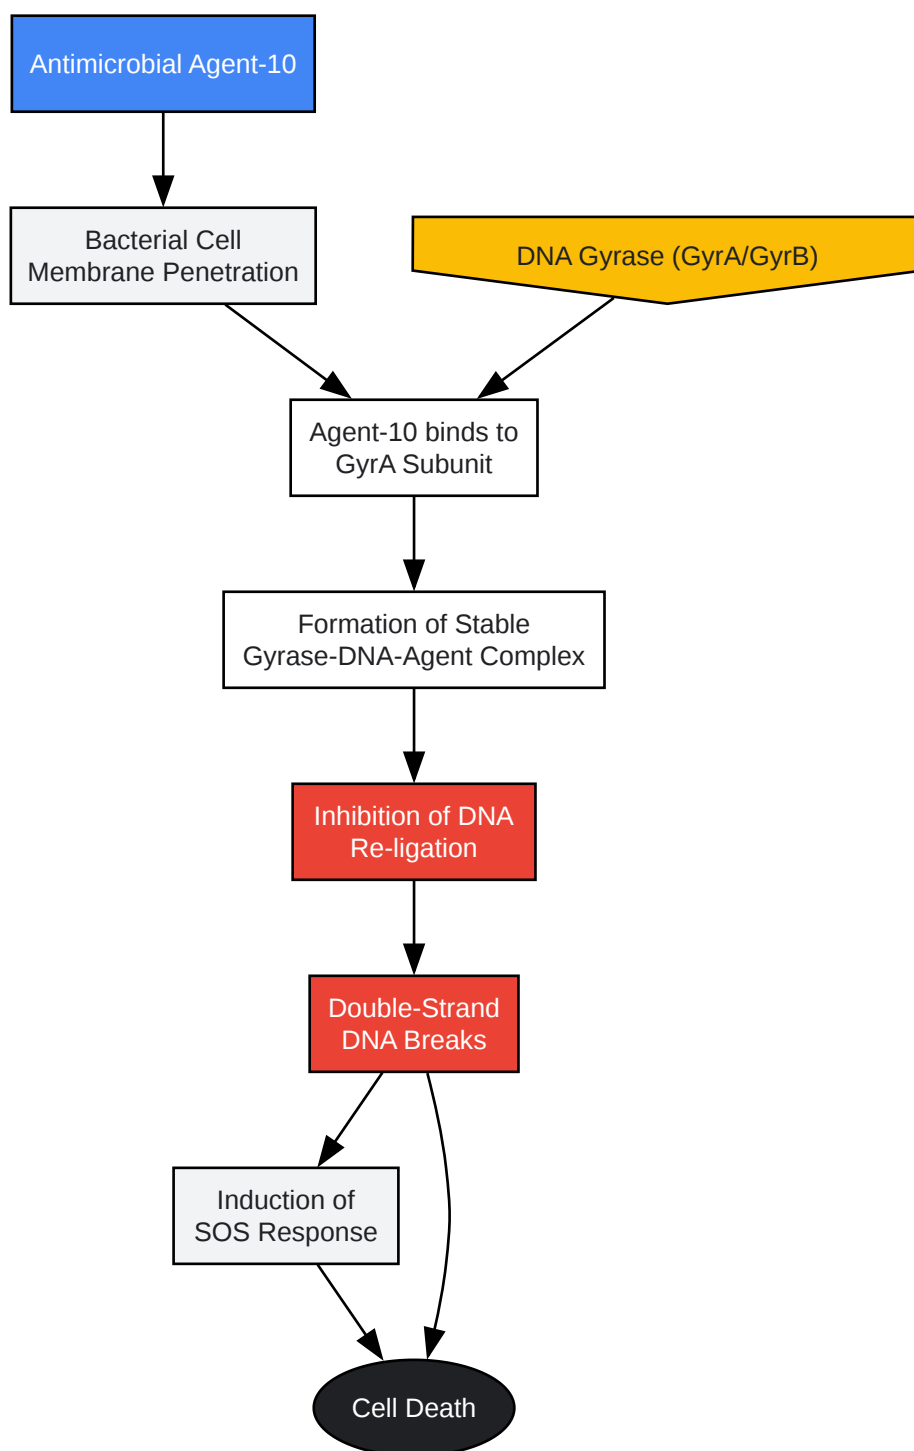 Antimicrobial Agent-10
Bacterial Cell
Membrane Penetration
DNA Gyrase (GyrA/GyrB)
Agent-10 binds to
GyrA Subunit
Formation of Stable
Gyrase-DNA-Agent Complex
Inhibition of DNA
Re-ligation
Double-Strand
DNA Breaks
Induction of
SOS Response
Cell Death